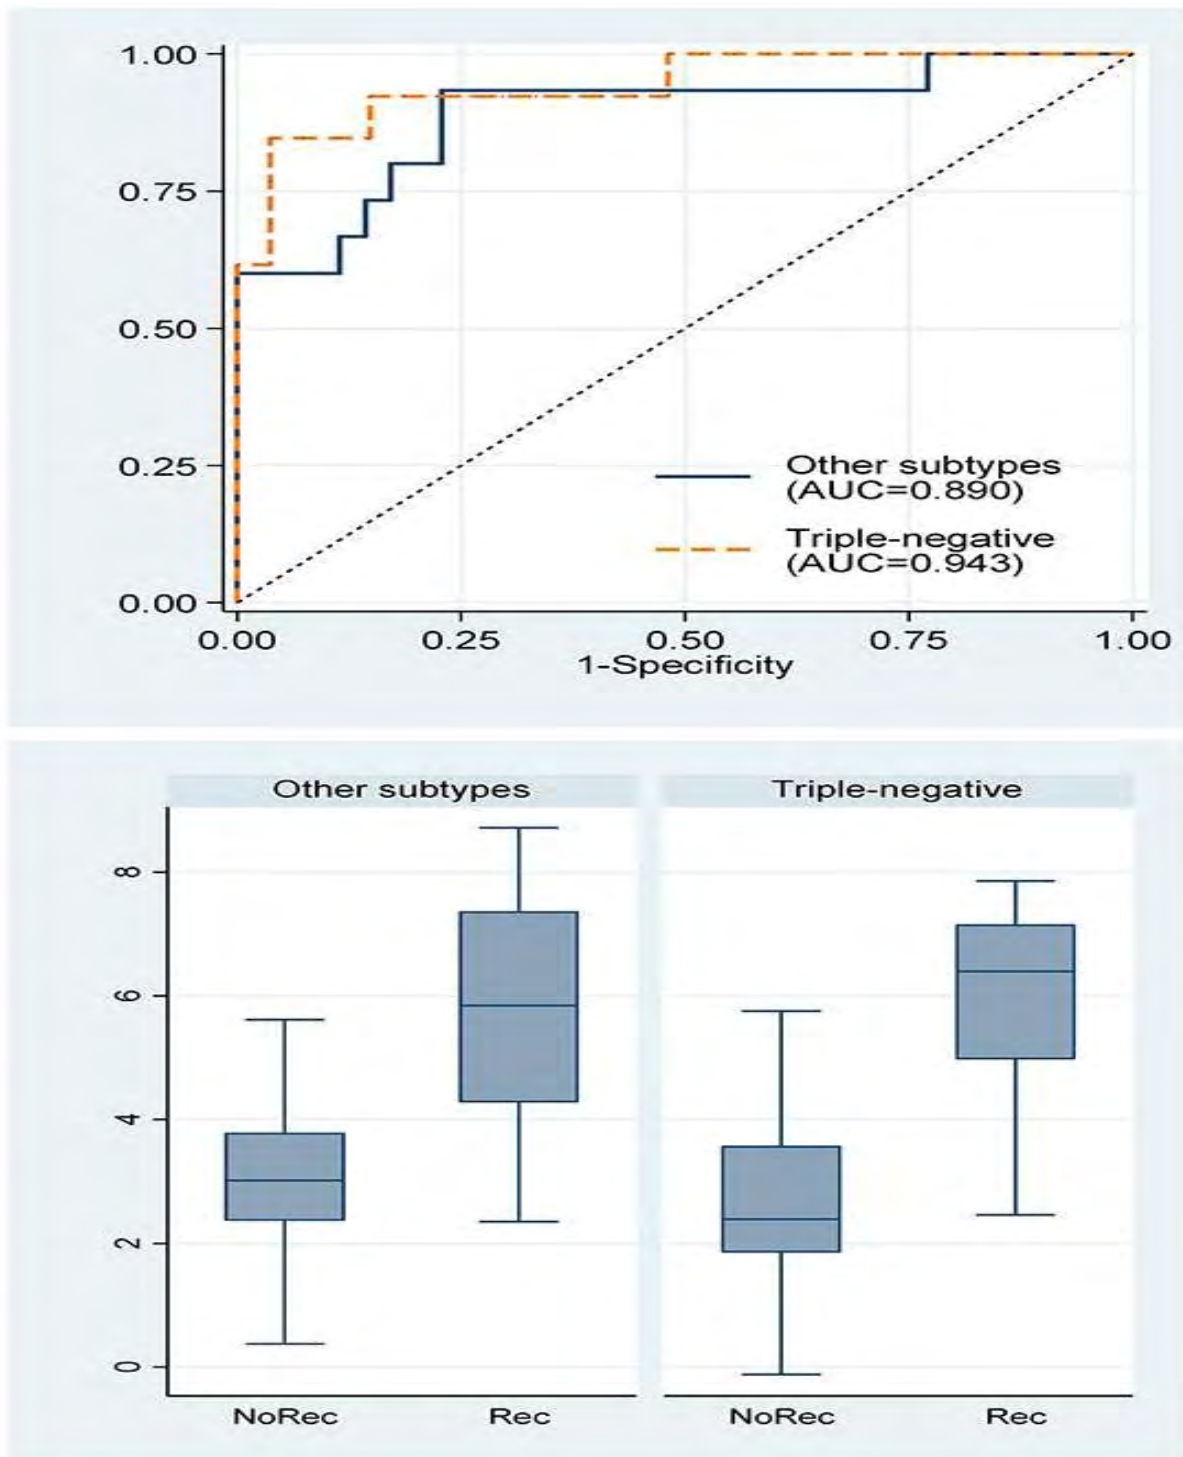 1.00
0.75
0.50
0.25
0.00
Other subtypes
(AUC=0.890)
Triple-negative
(AUC=0.943)
0.00 0.25 0.50 0.75 1.00
1-Specificity
Other subtypes Triple-negative
8
6
4
2
0
NoRec Rec NoRec Rec